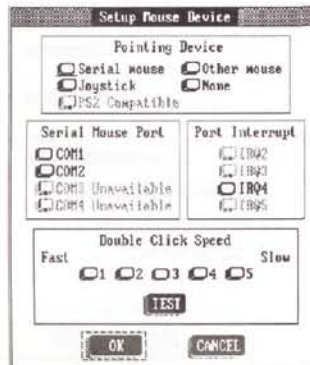 Setup Mouse Device
Pointing Device
Serial mouse Other mouse
Joystick None
PS2 Compatible
Serial Mouse Port
COM1
COM2
COM3 Unavailable
COM4 Unavailable
Port Interrupt
IRQ2
IRQ3
IRQ4
IRQ5
Double Click Speed
Fast Slow
1 2 3 4 5
TEST
OK CANCEL